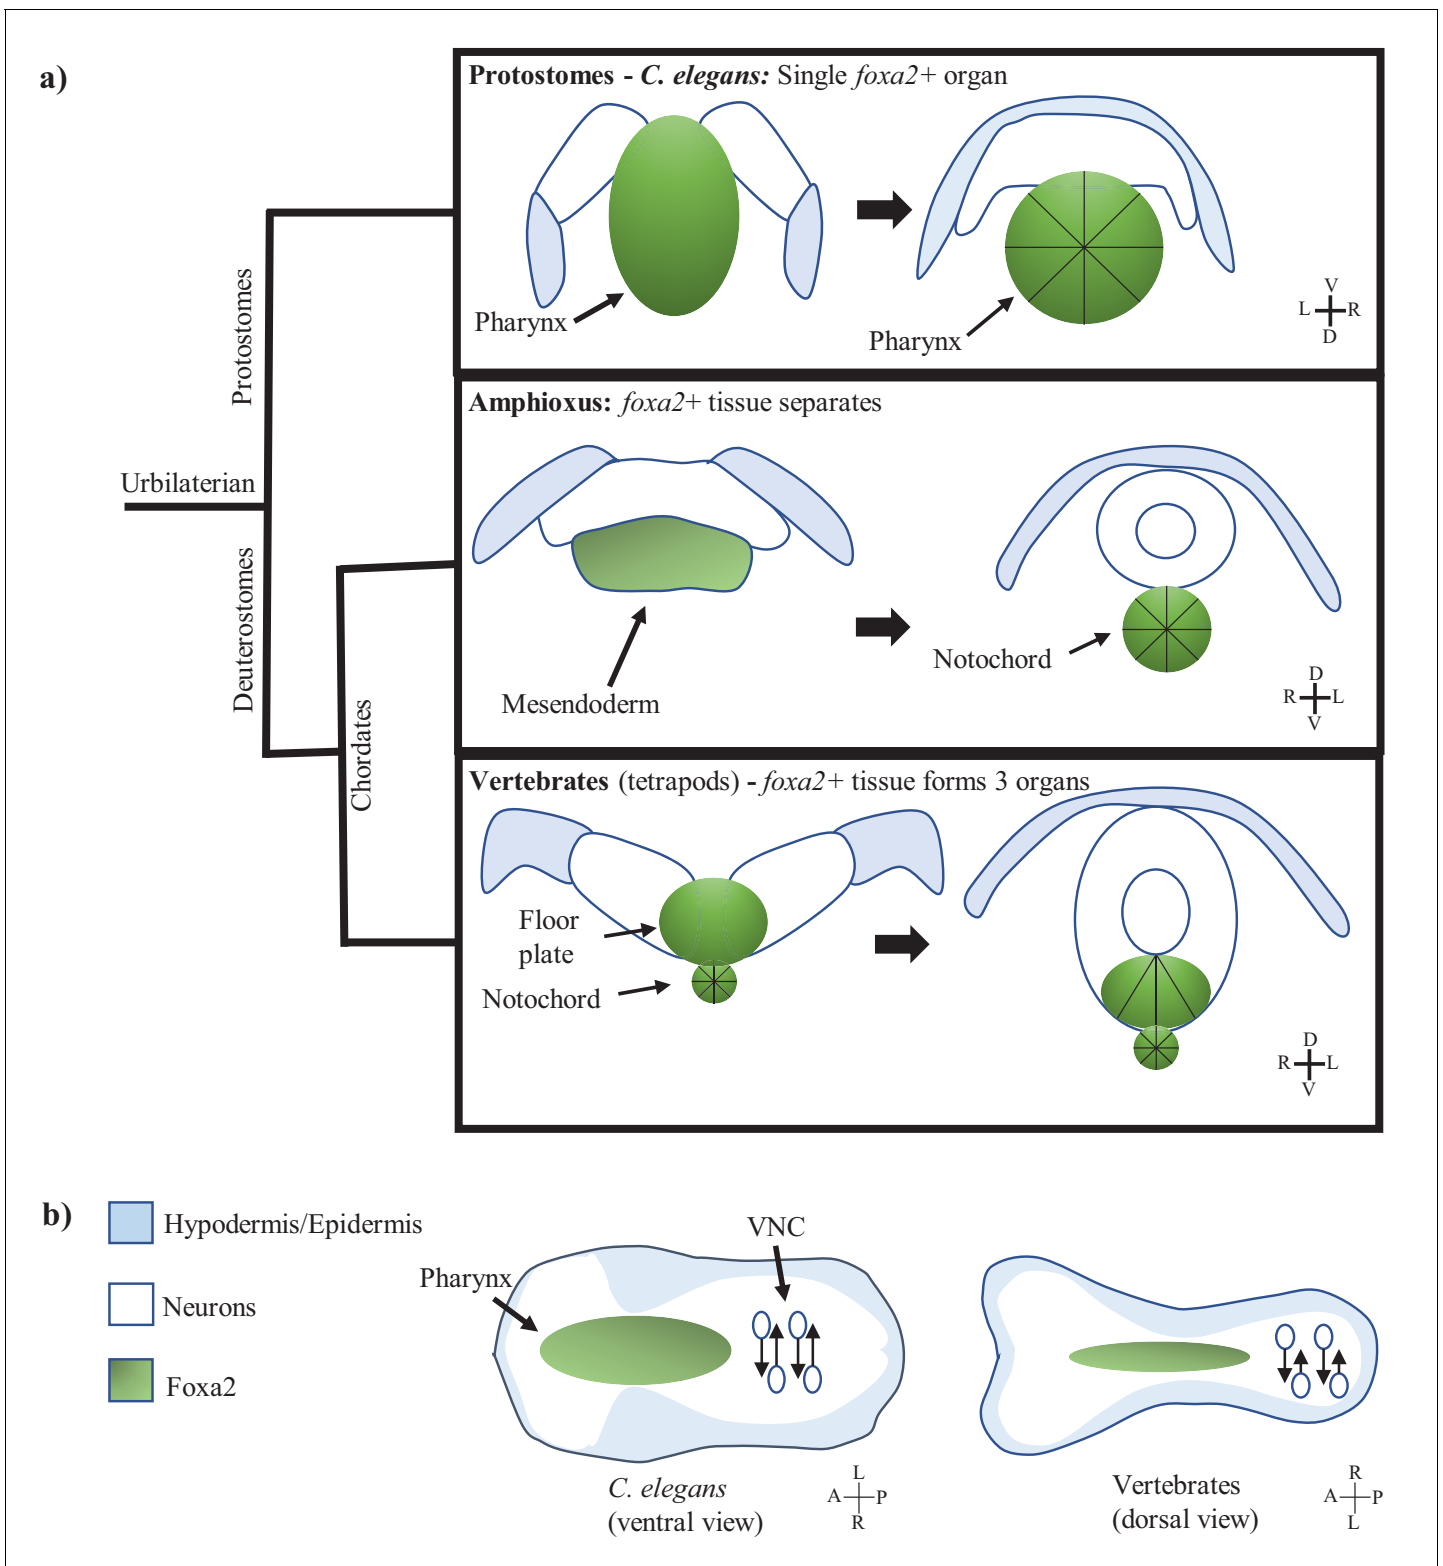 a)
Protostomes - C. elegans: Single foxa2+ organ
Pharynx
Pharynx
V
L R
D
Protostomes
Amphioxus: foxa2+ tissue separates
Urbilaterian
Mesendoderm
Notochord
D
R L
V
Deuterostomes
Chordates
Vertebrates (tetrapods) - foxa2+ tissue forms 3 organs
Floor
plate
Notochord
D
R L
V
b)
Hypodermis/Epidermis
Neurons
Foxa2
Pharynx
VNC
C. elegans
(ventral view)
L
A P
R
Vertebrates
(dorsal view)
R
A P
L